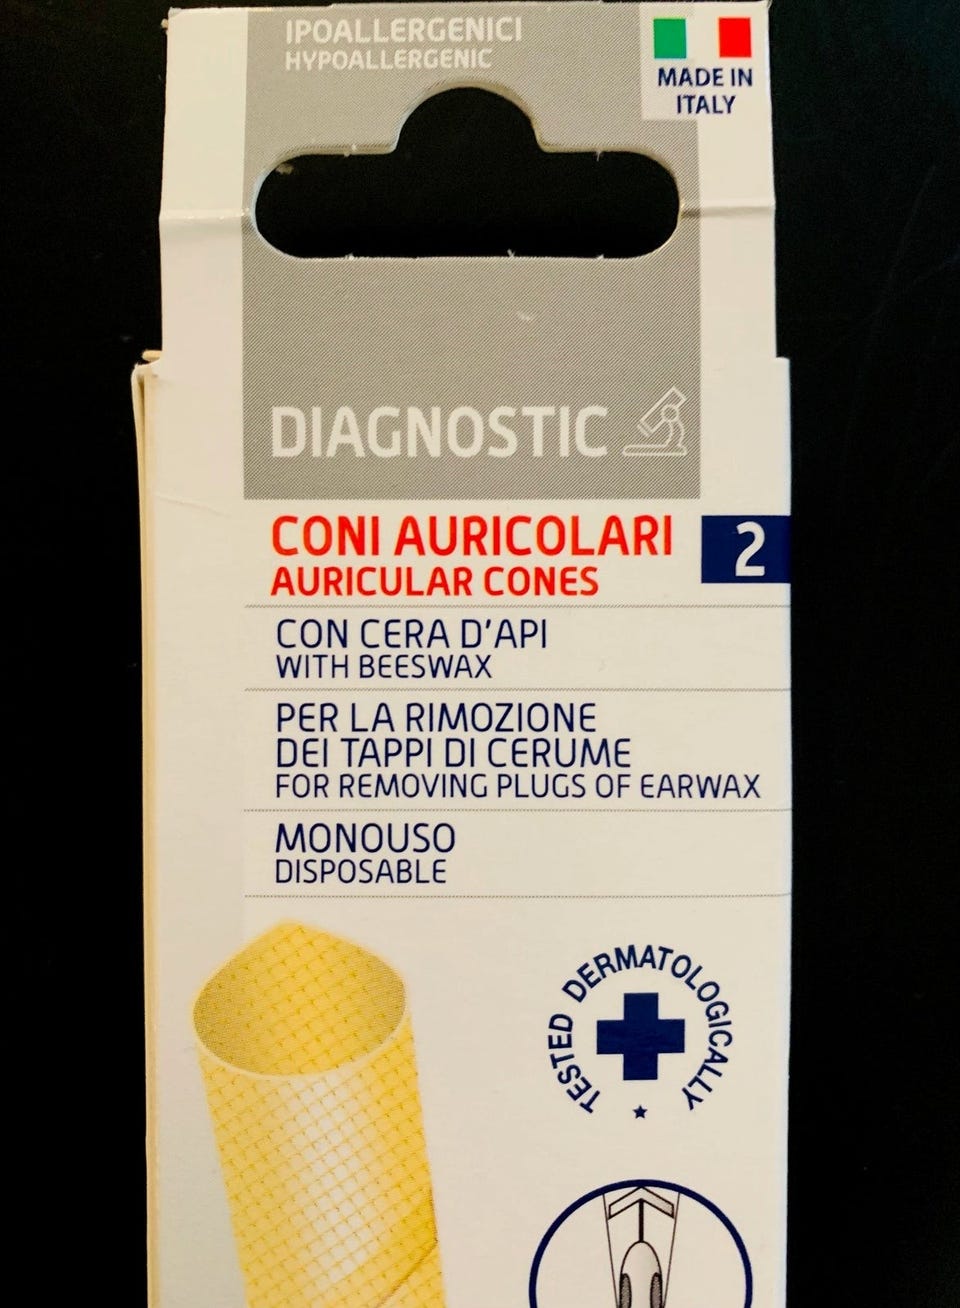 IPOALLERGENICI
HYPOALLERGENIC
MADE IN
ITALY
DIAGNOSTIC
CONI AURICOLARI
AURICULAR CONES
2
CON CERA D'API
WITH BEESWAX
PER LA RIMOZIONE
DEI TAPPI DI CERUME
FOR REMOVING PLUGS OF EARWAX
MONOUSO
DISPOSABLE
TESTED DERMATOLOGICALLY